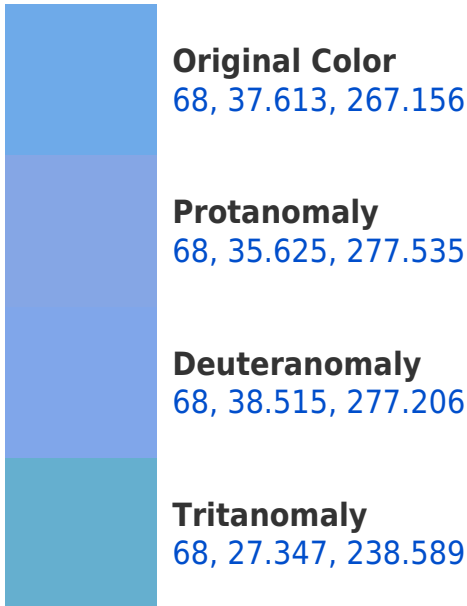 Original Color
68, 37.613, 267.156
Protanomaly
68, 35.625, 277.535
Deuteranomaly
68, 38.515, 277.206
Tritanomaly
68, 27.347, 238.589